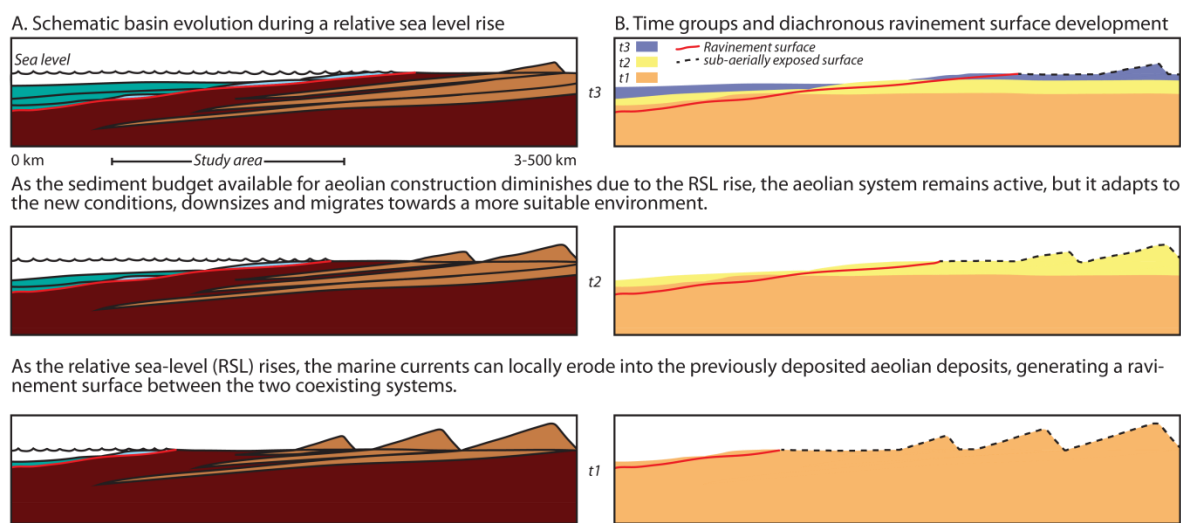 A. Schematic basin evolution during a relative sea level rise
B. Time groups and diachronous ravinement surface development
Sea level
t3
t2
t1
Ravinement surface
sub-aerially exposed surface
t3
0 km
Study area
3-500 km
As the sediment budget available for aeolian construction diminishes due to the RSL rise, the aeolian system remains active, but it adapts to
the new conditions, downsizes and migrates towards a more suitable environment.
t2
As the relative sea-level (RSL) rises, the marine currents can locally erode into the previously deposited aeolian deposits, generating a ravi-
nement surface between the two coexisting systems.
t1